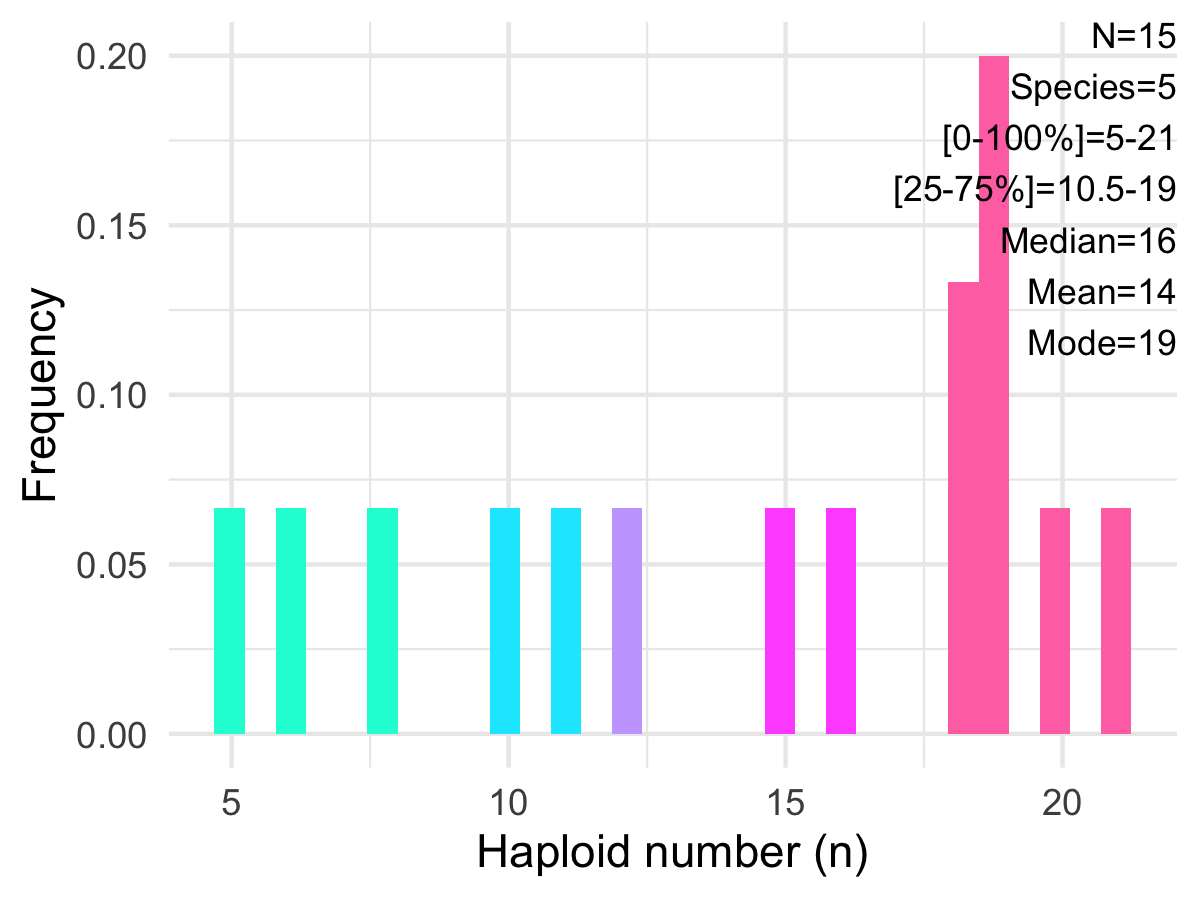 N=15
0.20
Species=5
[0-100%]=5-21
[25-75%]=10.5-19
0.15
Median=16
Mean=14
Mode=19
0.10
Frequency
0.05
0.00
5 10 15 20
Haploid number (n)